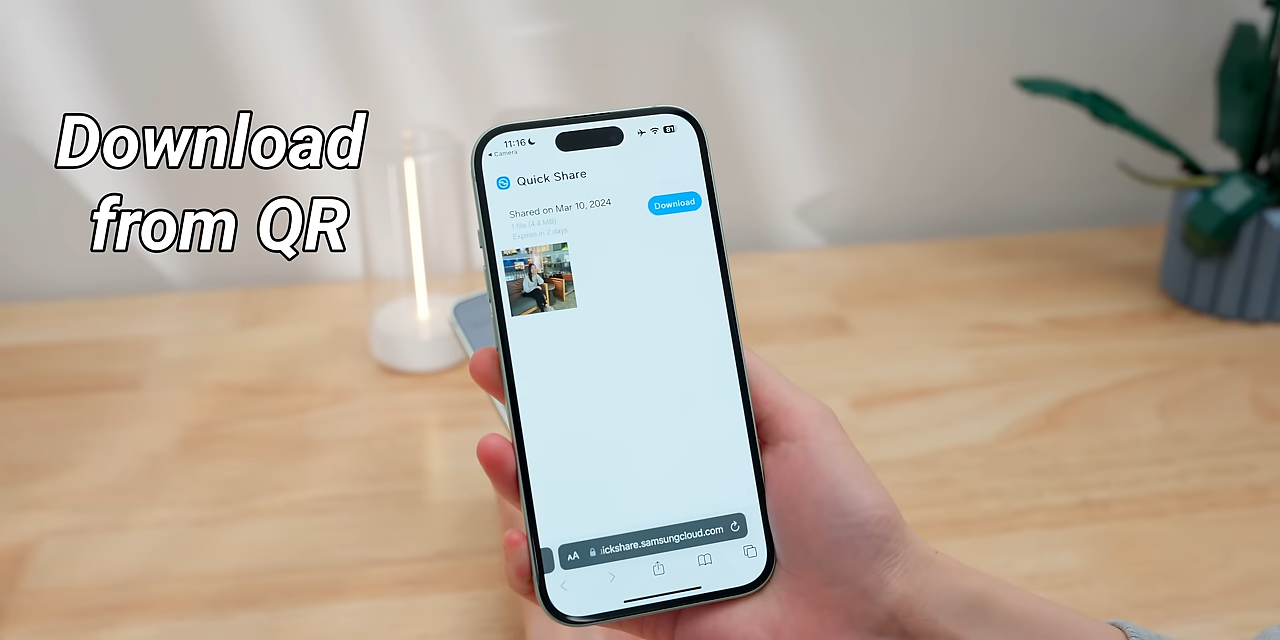 Download
from QR
11:16
Camera
81
Quick Share
Shared on Mar 10, 2024
Download
1 file (4.4 MB)
Expires in 2 days
AA
ickshare.samsungcloud.com